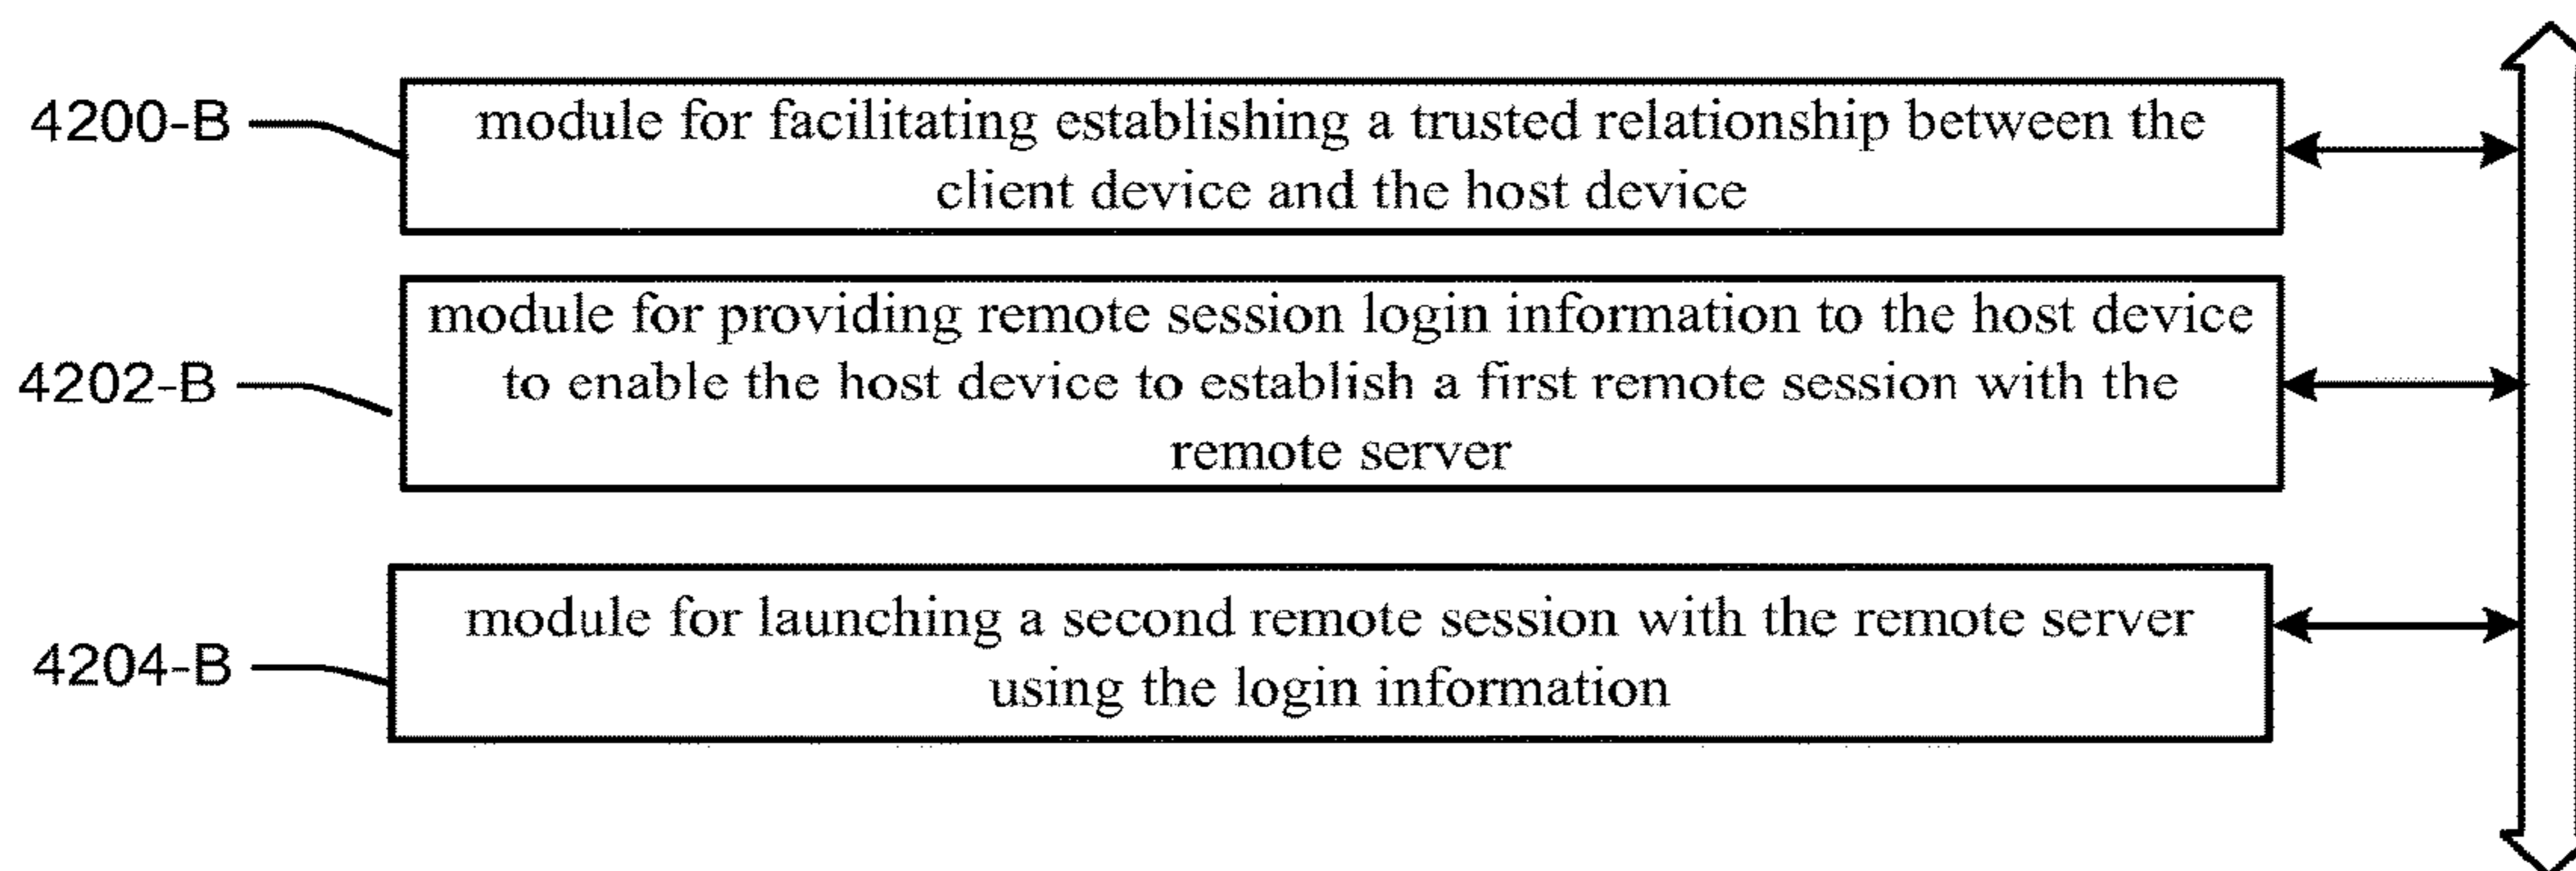 4200-B
module for facilitating establishing a trusted relationship between the
client device and the host device
4202-B
module for providing remote session login information to the host device
to enable the host device to establish a first remote session with the
remote server
4204-B
module for launching a second remote session with the remote server
using the login information